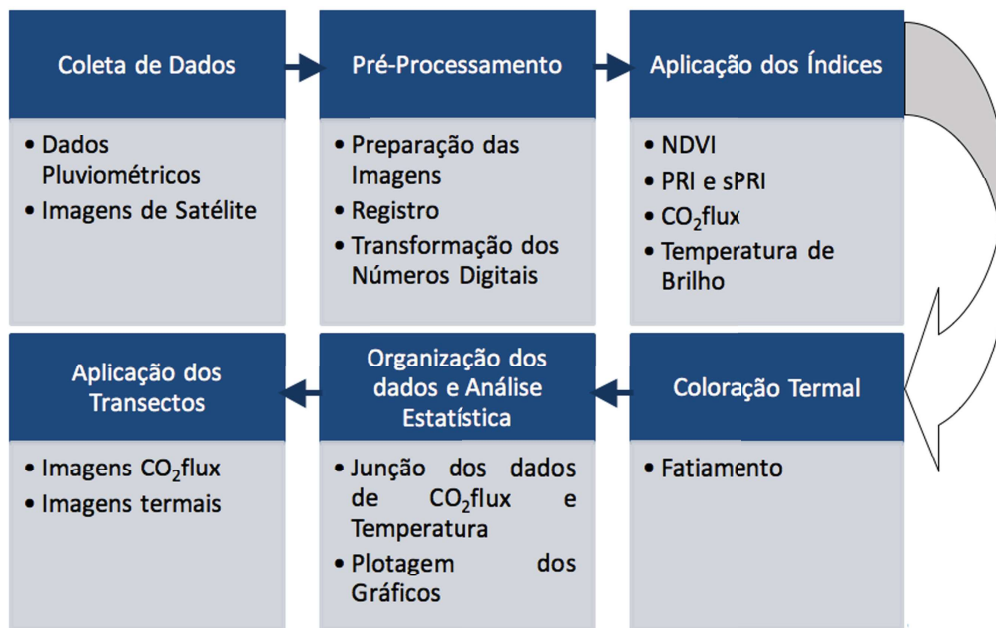 Coleta de Dados
• Dados
Pluviométricos
• Imagens de Satélite
Pré-Processamento
• Preparação das
Imagens
• Registro
• Transformação dos
Números Digitais
Aplicação dos Índices
• NDVI
• PRI e sPRI
• CO₂flux
• Temperatura de
Brilho
Coloração Termal
• Fatiamento
Organização dos
dados e Análise
Estatística
• Junção dos dados
de CO₂flux e
Temperatura
• Plotagem dos
Gráficos
Aplicação dos
Transectos
• Imagens CO₂flux
• Imagens termais